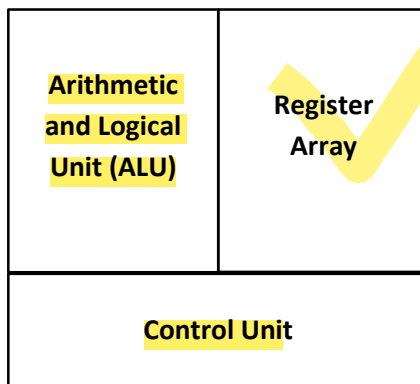 Arithmetic
and Logical
Unit (ALU)
Register
Array
Control Unit